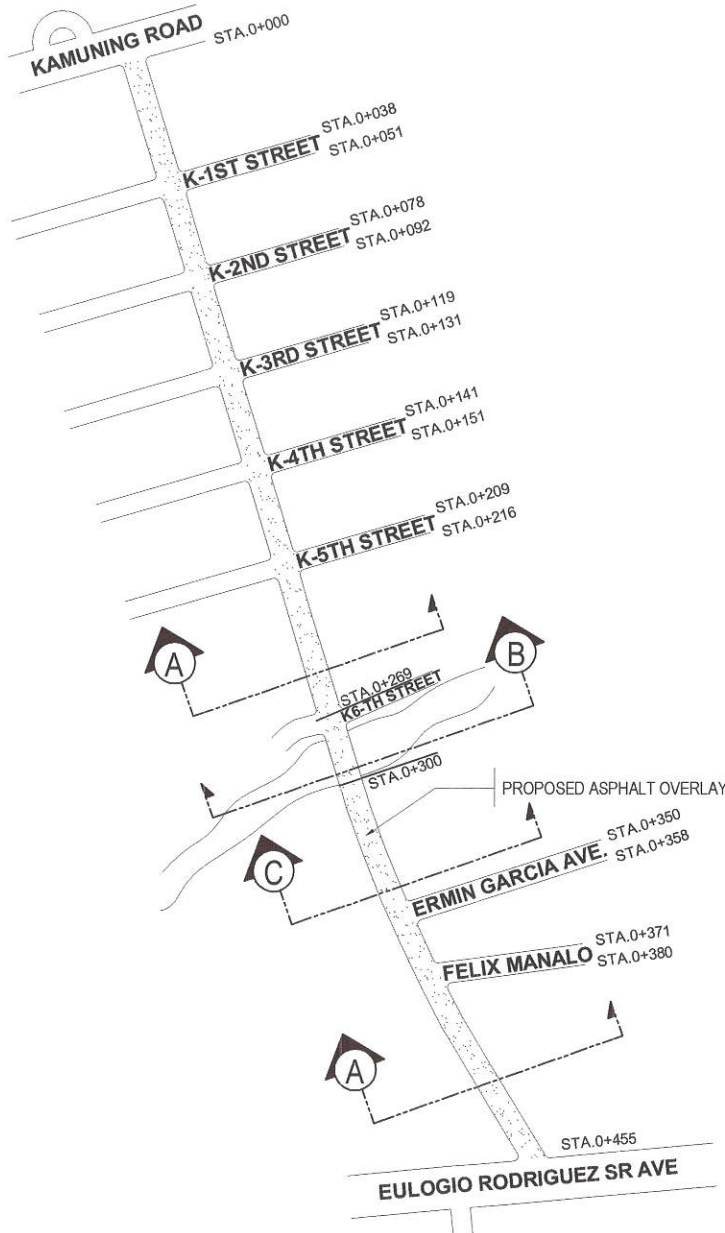 KAMUNING ROAD
STA.0+000
STA.0+038
K-1ST STREET
STA.0+051
STA.0+078
K-2ND STREET
STA.0+092
STA.0+119
K-3RD STREET
STA.0+131
STA.0+141
K-4TH STREET
STA.0+151
STA.0+209
K-5TH STREET
STA.0+216
A
B
STA.0+269
K6-TH STREET
STA.0+300
PROPOSED ASPHALT OVERLAY
C
STA.0+350
ERMIN GARCIA AVE.
STA.0+358
STA.0+371
FELIX MANALO
STA.0+380
A
STA.0+455
EULOGIO RODRIGUEZ SR AVE